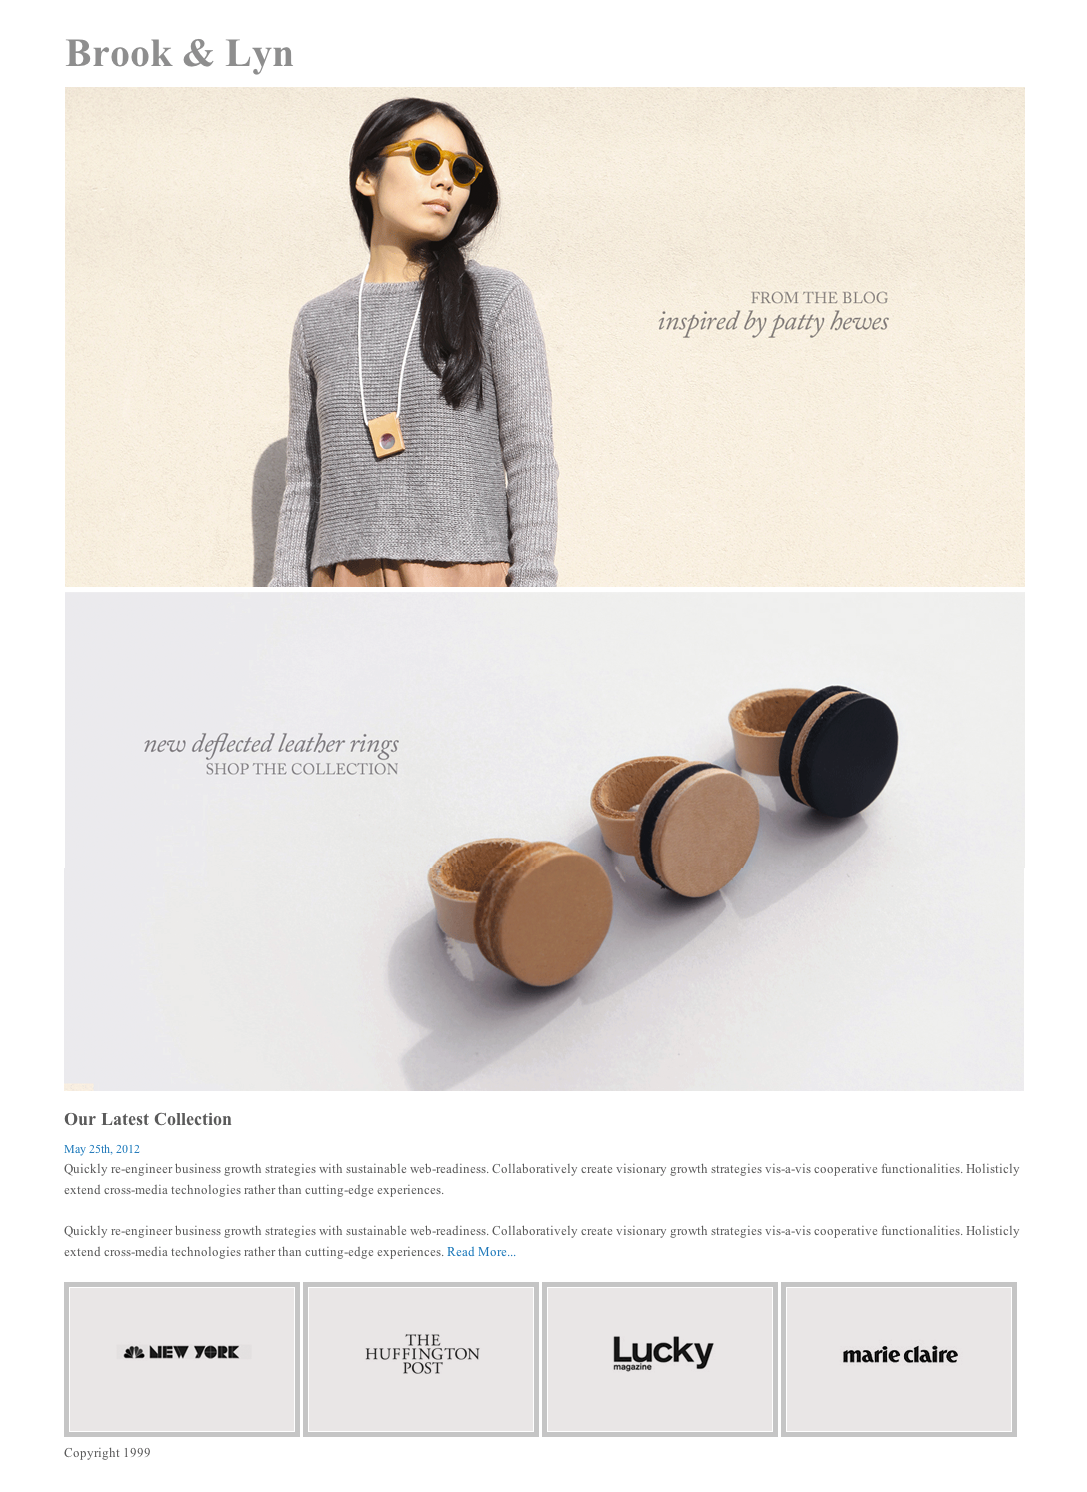 Brook & Lyn
FROM THE BLOG
inspired by patty hewes
new deflected leather rings
SHOP THE COLLECTION
Our Latest Collection
May 25th, 2012
Quickly re-engineer business growth strategies with sustainable web-readiness. Collaboratively create visionary growth strategies vis-a-vis cooperative functionalities. Holisticly
extend cross-media technologies rather than cutting-edge experiences.
Quickly re-engineer business growth strategies with sustainable web-readiness. Collaboratively create visionary growth strategies vis-a-vis cooperative functionalities. Holisticly
extend cross-media technologies rather than cutting-edge experiences. Read More...
NEW YORK
THE
HUFFINGTON
POST
Lucky
magazine
marie claire
Copyright 1999